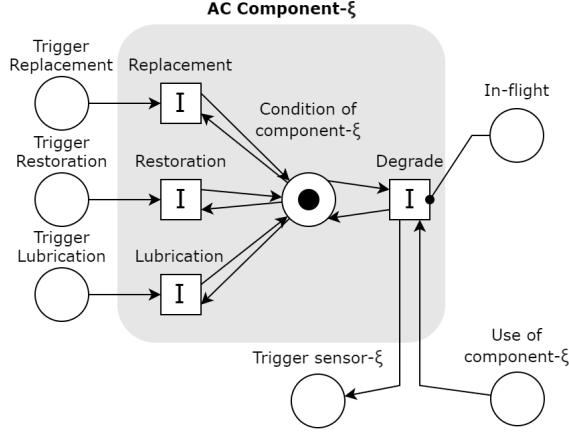 AC Component-ξ
Trigger
Replacement
Replacement
In-flight
Condition of
component-ξ
Trigger
Restoration
Restoration
Degrade
Trigger
Lubrication
Lubrication
I
I
I
I
Trigger sensor-ξ
Use of
component-ξ